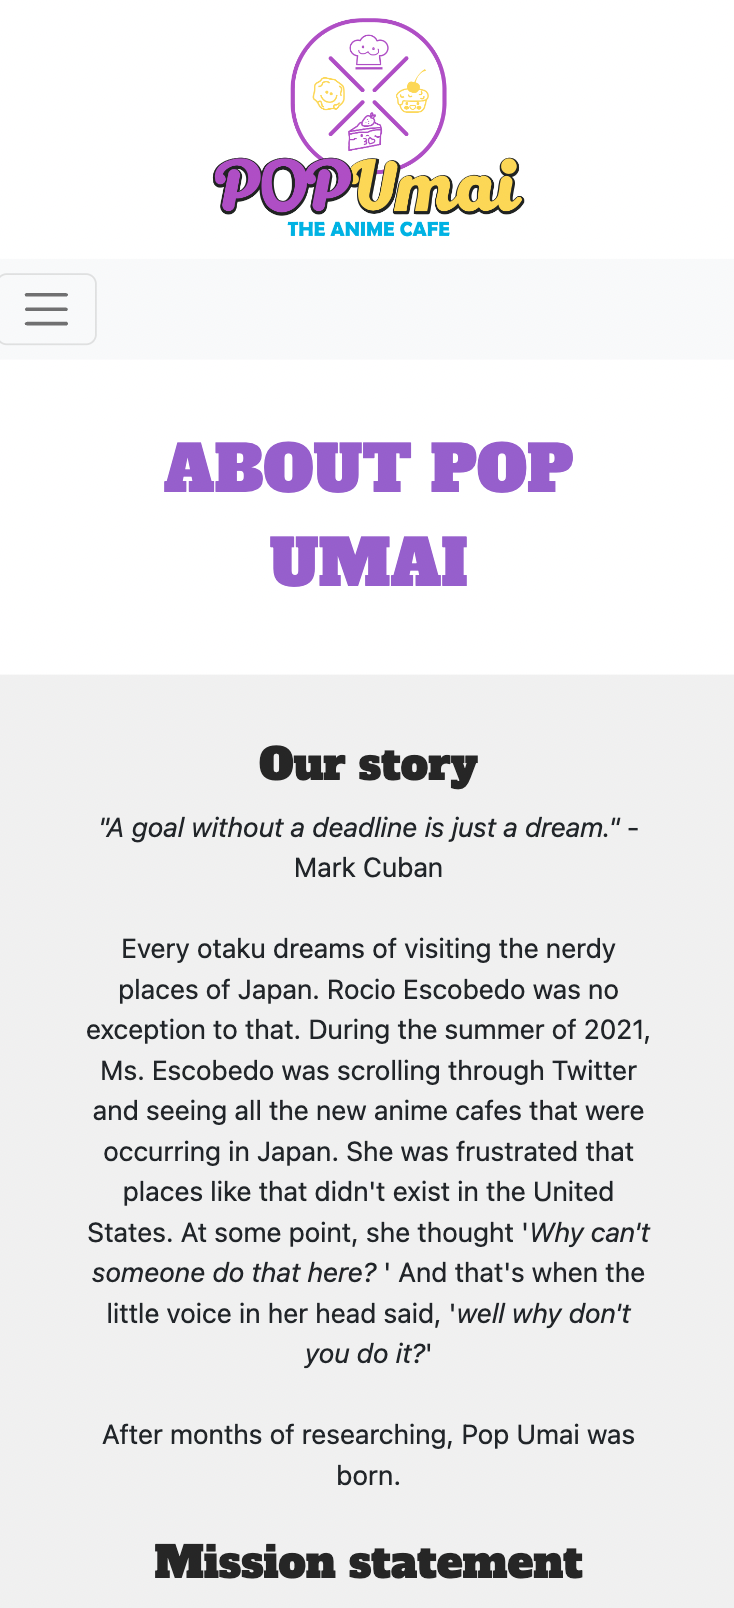 POPUmai
THE ANIME CAFE
ABOUT POP
UMAI
Our story
"A goal without a deadline is just a dream." -
Mark Cuban
Every otaku dreams of visiting the nerdy
places of Japan. Rocio Escobedo was no
exception to that. During the summer of 2021,
Ms. Escobedo was scrolling through Twitter
and seeing all the new anime cafes that were
occurring in Japan. She was frustrated that
places like that didn't exist in the United
States. At some point, she thought 'Why can't
someone do that here? ' And that's when the
little voice in her head said, 'well why don't
you do it?'
After months of researching, Pop Umai was
born.
Mission statement